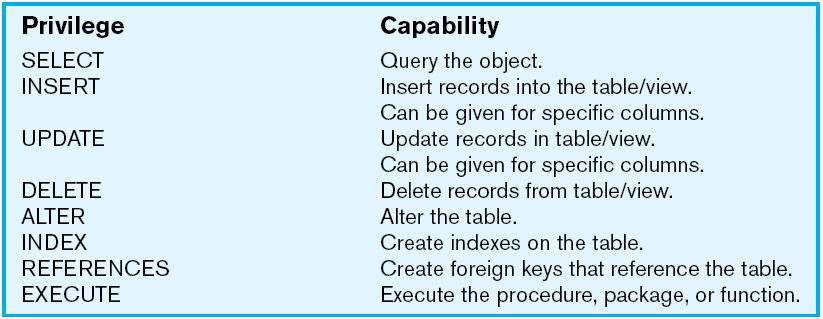 Privilege Capability
SELECT Query the object.
INSERT Insert records into the table/view.
Can be given for specific columns.
UPDATE Update records in table/view.
Can be given for specific columns.
DELETE Delete records from table/view.
ALTER Alter the table.
INDEX Create indexes on the table.
REFERENCES Create foreign keys that reference the table.
EXECUTE Execute the procedure, package, or function.